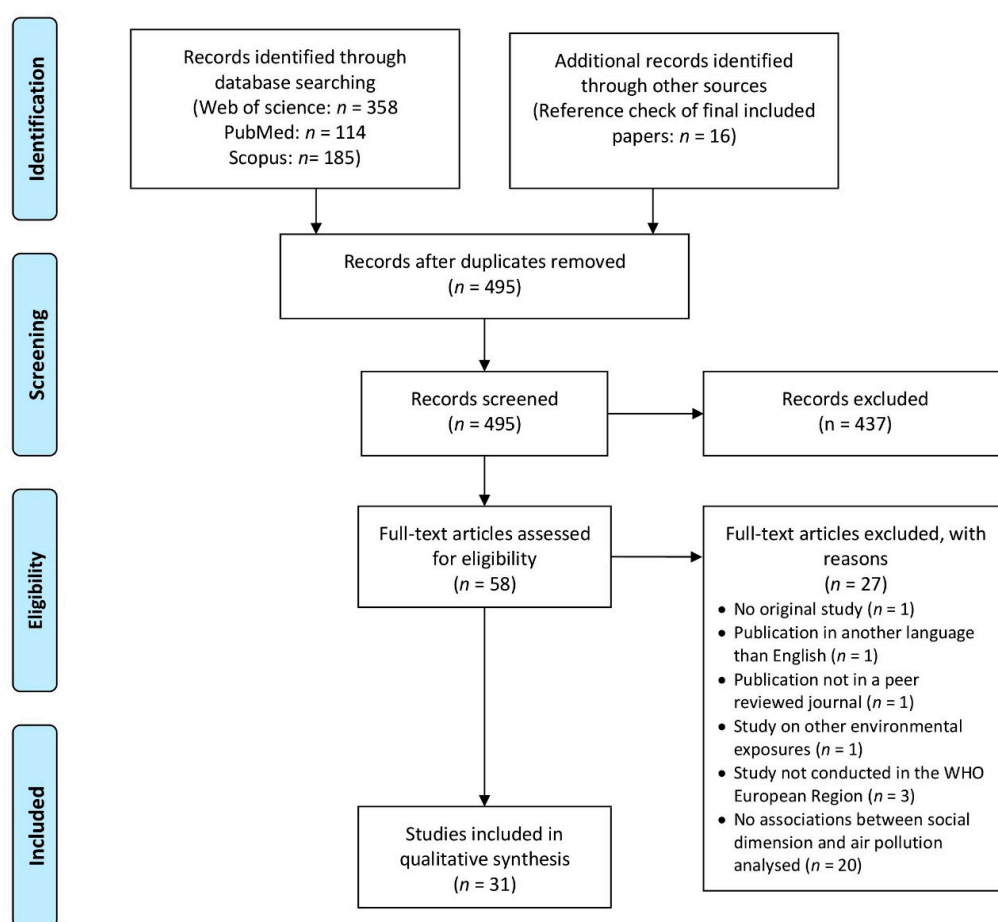 Identification
Records identified through
database searching
(Web of science: n = 358
PubMed: n = 114
Scopus: n= 185)
Additional records identified
through other sources
(Reference check of final included
papers: n = 16)
Screening
Records after duplicates removed
(n = 495)
Records screened
(n = 495)
Records excluded
(n = 437)
Eligibility
Full-text articles assessed
for eligibility
(n = 58)
Full-text articles excluded, with
reasons
(n = 27)
• No original study (n = 1)
• Publication in another language
than English (n = 1)
• Publication not in a peer
reviewed journal (n = 1)
• Study on other environmental
exposures (n = 1)
• Study not conducted in the WHO
European Region (n = 3)
• No associations between social
dimension and air pollution
analysed (n = 20)
Included
Studies included in
qualitative synthesis
(n = 31)